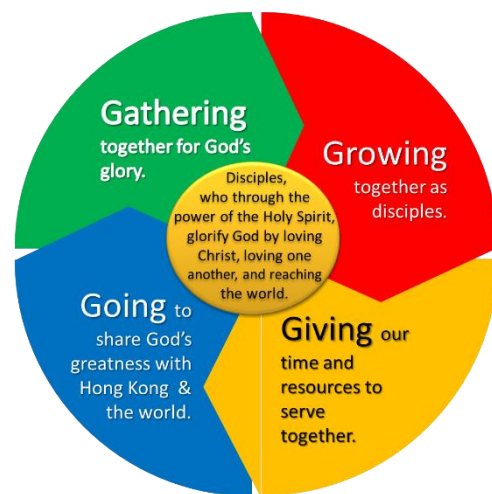 Gathering
together for God's
glory.
Growing
together as
disciples.
Disciples,
who through the
power of the Holy Spirit,
glorify God by loving
Christ, loving one
another, and reaching
the world.
Going to
share God's
greatness with
Hong Kong &
the world.
Giving our
time and
resources to
serve
together.